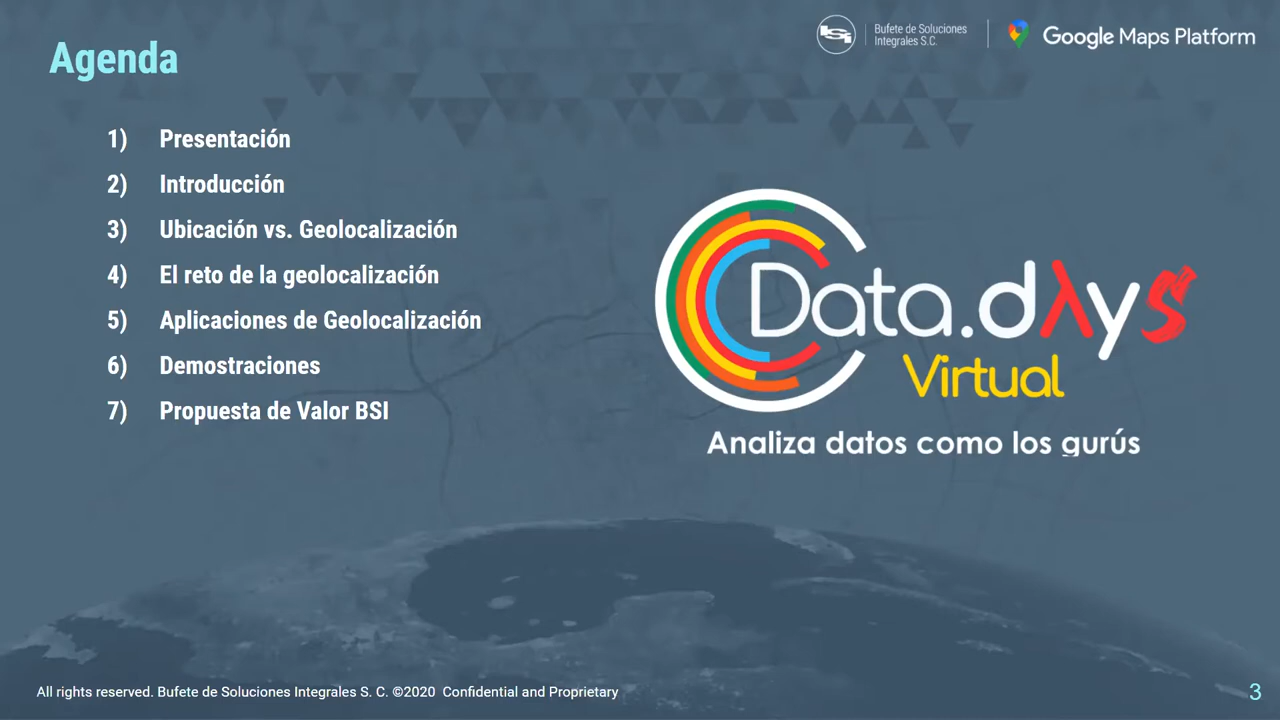 Agenda
Bufete de Soluciones
Integrales S.C.
Google Maps Platform
1) Presentación
2) Introducción
3) Ubicación vs. Geolocalización
4) El reto de la geolocalización
5) Aplicaciones de Geolocalización
6) Demostraciones
7) Propuesta de Valor BSI
Data.dAys
Virtual
Analiza datos como los gurús
All rights reserved. Bufete de Soluciones Integrales S. C. ©2020 Confidential and Proprietary
3